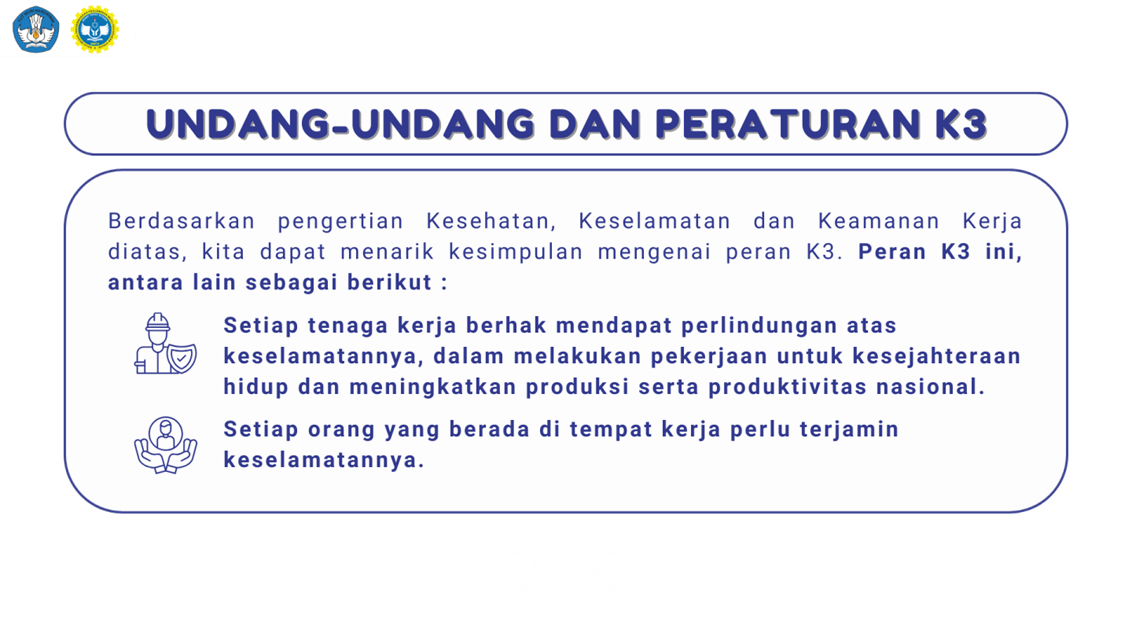 UNDANG-UNDANG DAN PERATURAN K3
Berdasarkan pengertian Kesehatan, Keselamatan dan Keamanan Kerja
diatas, kita dapat menarik kesimpulan mengenai peran K3. Peran K3 ini,
antara lain sebagai berikut :
Setiap tenaga kerja berhak mendapat perlindungan atas
keselamatannya, dalam melakukan pekerjaan untuk kesejahteraan
hidup dan meningkatkan produksi serta produktivitas nasional.
Setiap orang yang berada di tempat kerja perlu terjamin
keselamatannya.